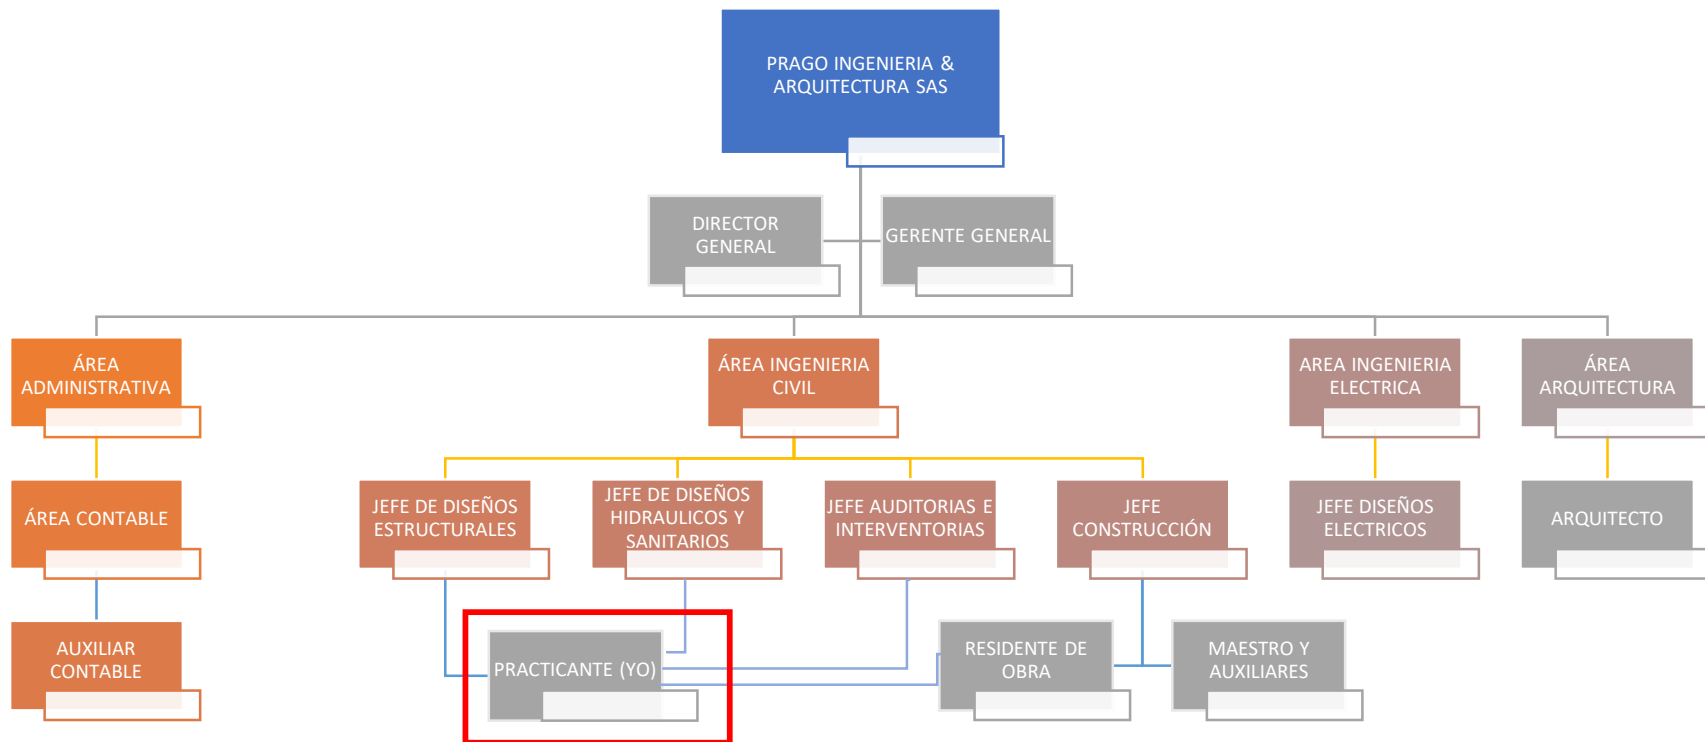 PRAGO INGENIERIA &
ARQUITECTURA SAS
DIRECTOR
GENERAL
GERENTE GENERAL
ÁREA
ADMINISTRATIVA
ÁREA INGENIERIA
CIVIL
AREA INGENIERIA
ELECTRICA
ÁREA
ARQUITECTURA
ÁREA CONTABLE
JEFE DE DISEÑOS
ESTRUCTURALES
JEFE DE DISEÑOS
HIDRAULICOS Y
SANITARIOS
JEFE AUDITORIAS E
INTERVENTORIAS
JEFE
CONSTRUCCIÓN
JEFE DISEÑOS
ELECTRICOS
ARQUITECTO
AUXILIAR
CONTABLE
PRACTICANTE (YO)
RESIDENTE DE
OBRA
MAESTRO Y
AUXILIARES